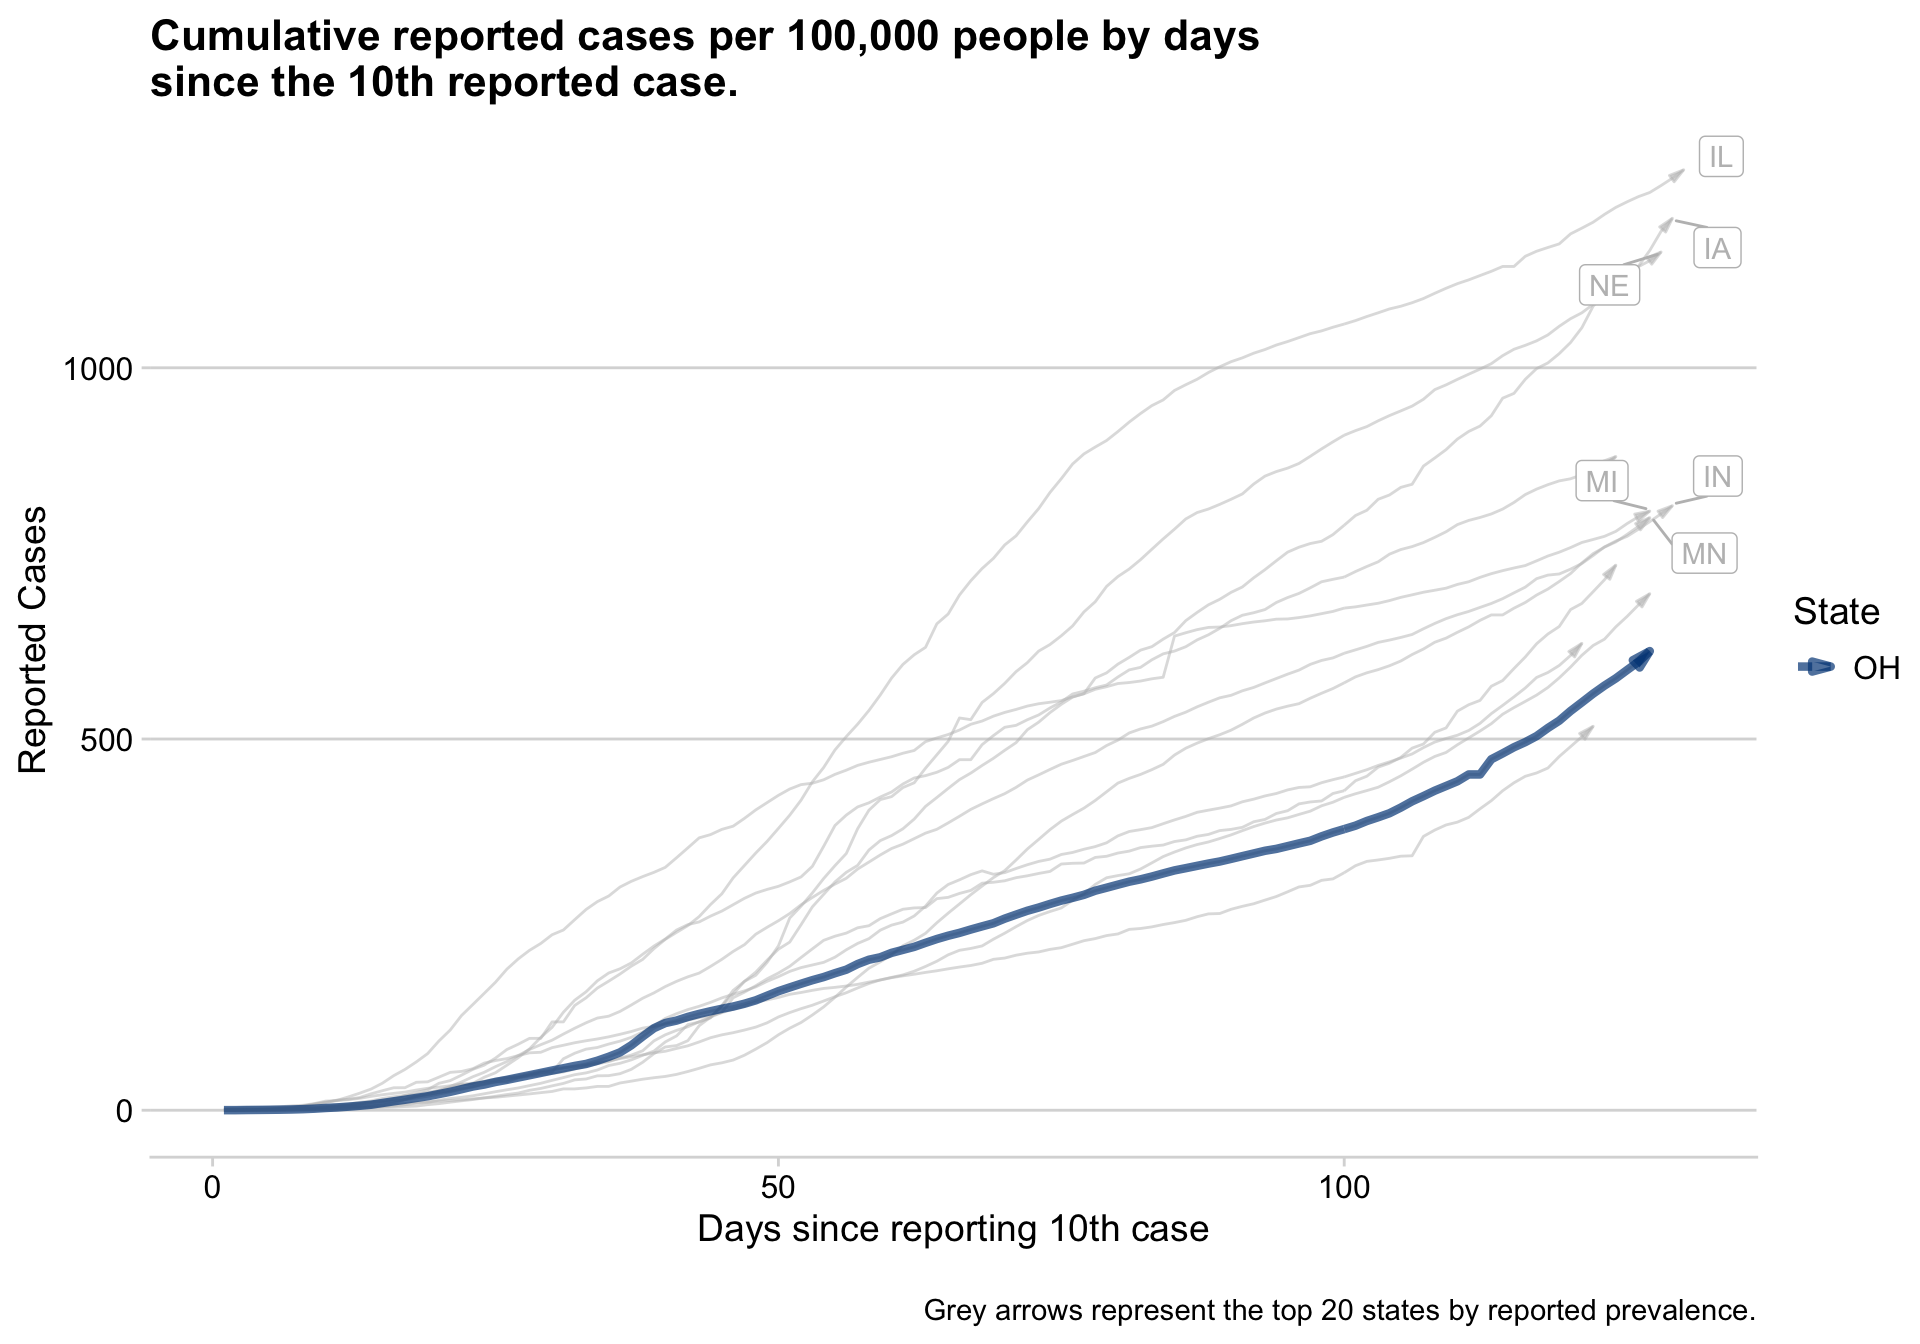 Cumulative reported cases per 100,000 people by days
since the 10th reported case.
IL
IA
NE
1000
MI
IN
MN
Reported Cases
State
OH
500
0
0
50
100
Days since reporting 10th case
Grey arrows represent the top 20 states by reported prevalence.